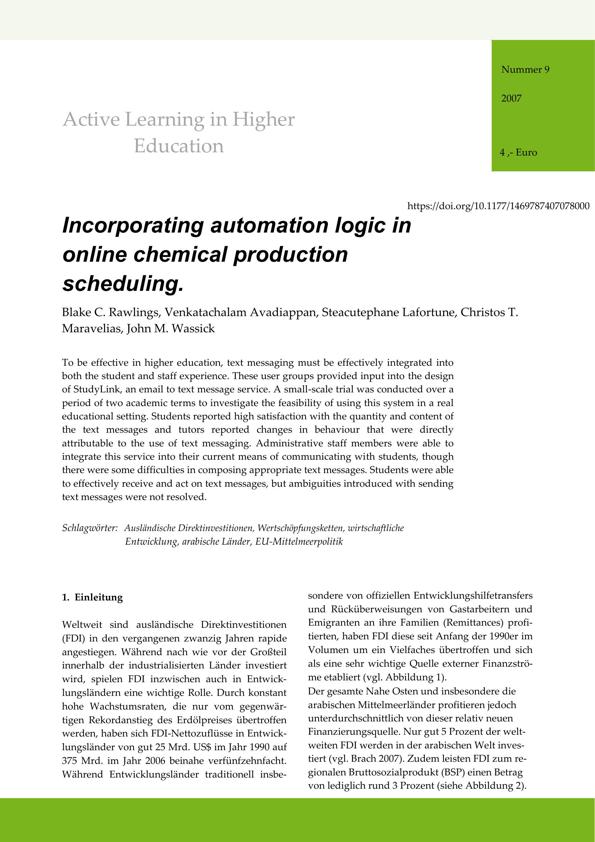 Nummer 9
2007
4 ,- Euro
Active Learning in Higher
Education
https://doi.org/10.1177/1469787407078000
Incorporating automation logic in
online chemical production
scheduling.
Blake C. Rawlings, Venkatachalam Avadiappan, Steacutephane Lafortune, Christos T.
Maravelias, John M. Wassick
To be effective in higher education, text messaging must be effectively integrated into
both the student and staff experience. These user groups provided input into the design
of StudyLink, an email to text message service. A small-scale trial was conducted over a
period of two academic terms to investigate the feasibility of using this system in a real
educational setting. Students reported high satisfaction with the quantity and content of
the text messages and tutors reported changes in behaviour that were directly
attributable to the use of text messaging. Administrative staff members were able to
integrate this service into their current means of communicating with students, though
there were some difficulties in composing appropriate text messages. Students were able
to effectively receive and act on text messages, but ambiguities introduced with sending
text messages were not resolved.
Schlagwörter: Ausländische Direktinvestitionen, Wertschöpfungsketten, wirtschaftliche
Entwicklung, arabische Länder, EU-Mittelmeerpolitik
1. Einleitung
Weltweit sind ausländische Direktinvestitionen
(FDI) in den vergangenen zwanzig Jahren rapide
angestiegen. Während nach wie vor der Großteil
innerhalb der industrialisierten Länder investiert
wird, spielen FDI inzwischen auch in Entwick-
lungsländern eine wichtige Rolle. Durch konstant
hohe Wachstumsraten, die nur vom gegenwär-
tigen Rekordanstieg des Erdölpreises übertroffen
werden, haben sich FDI-Nettozuflüsse in Entwick-
lungsländer von gut 25 Mrd. US$ im Jahr 1990 auf
375 Mrd. im Jahr 2006 beinahe verfünfzehnfacht.
Während Entwicklungsländer traditionell insbe-
sondere von offiziellen Entwicklungshilfetransfers
und Rücküberweisungen von Gastarbeitern und
Emigranten an ihre Familien (Remittances) profi-
tierten, haben FDI diese seit Anfang der 1990er im
Volumen um ein Vielfaches übertroffen und sich
als eine sehr wichtige Quelle externer Finanzströ-
me etabliert (vgl. Abbildung 1).
Der gesamte Nahe Osten und insbesondere die
arabischen Mittelmeerländer profitieren jedoch
unterdurchschnittlich von dieser relativ neuen
Finanzierungsquelle. Nur gut 5 Prozent der welt-
weiten FDI werden in der arabischen Welt inves-
tiert (vgl. Brach 2007). Zudem leisten FDI zum re-
gionalen Bruttosozialprodukt (BSP) einen Betrag
von lediglich rund 3 Prozent (siehe Abbildung 2).